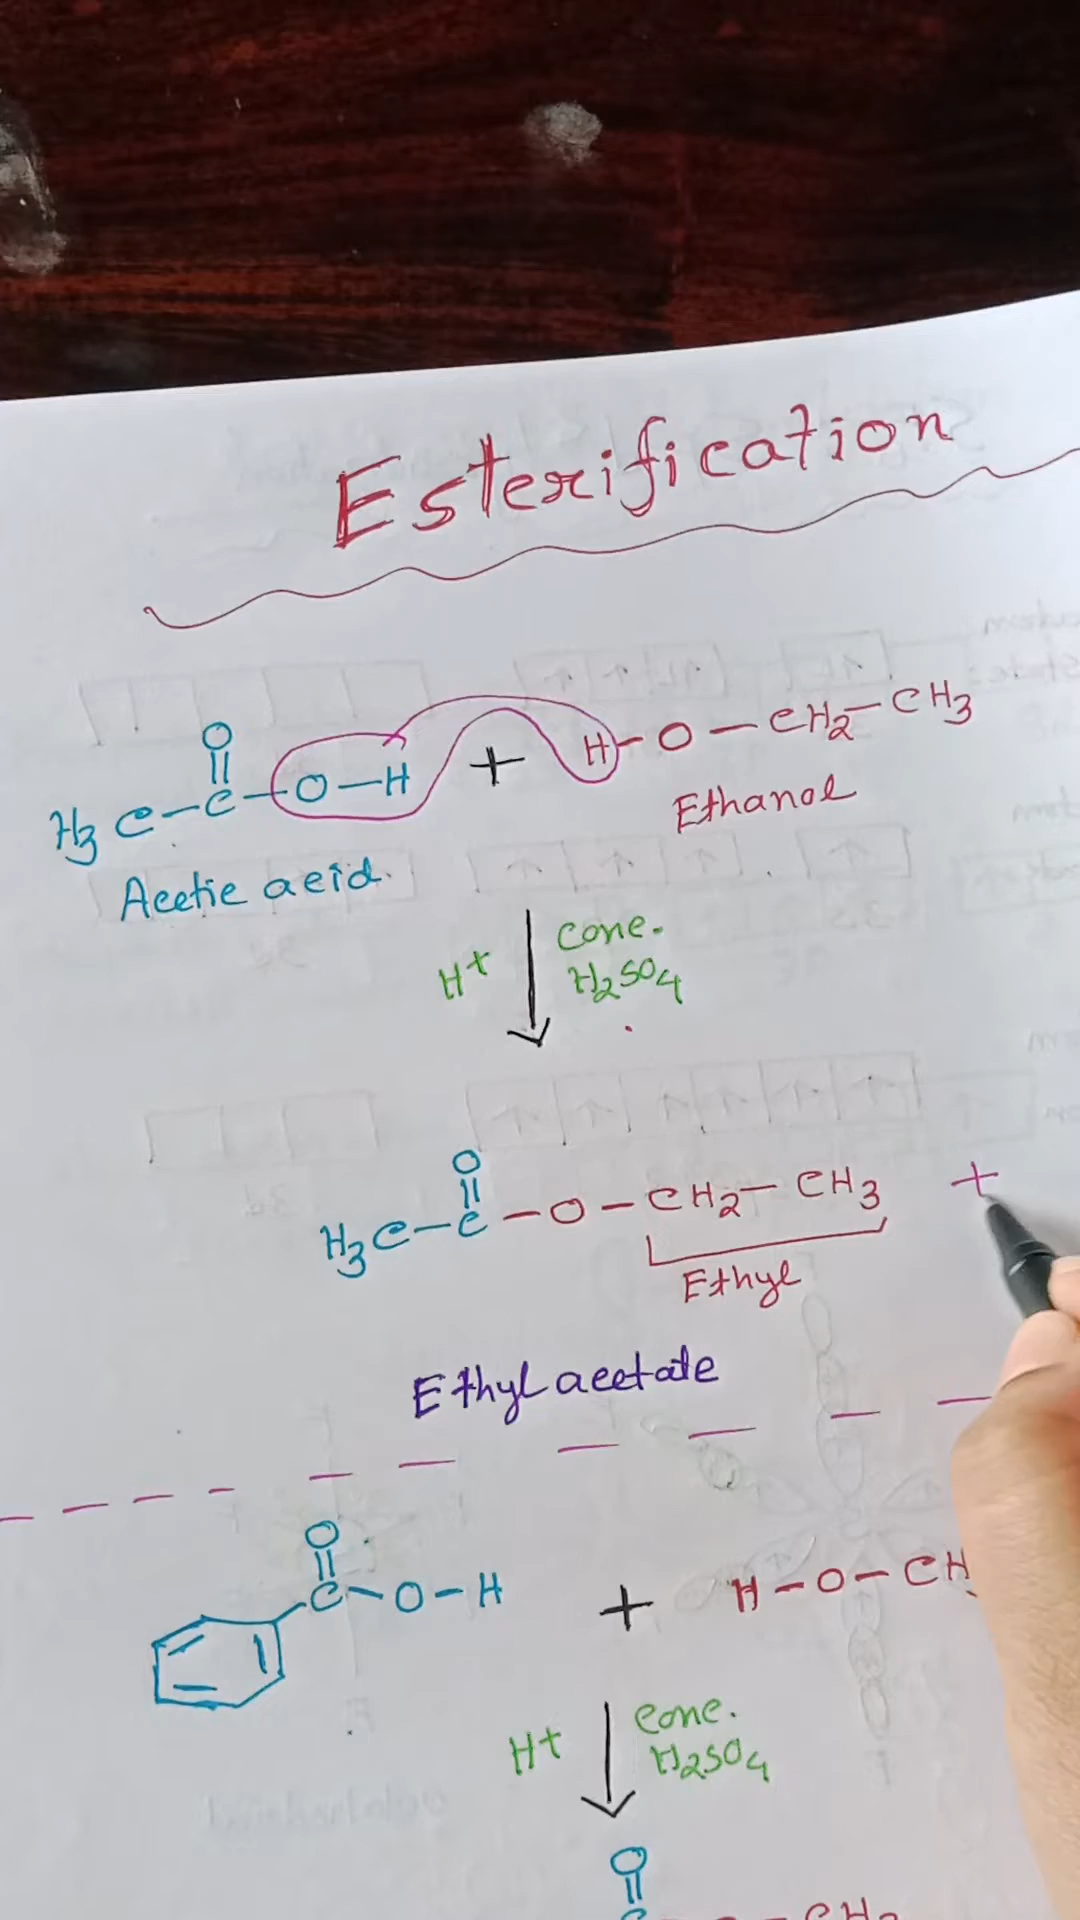 Esterification
O
||
H3C-C-O-H + H-O-CH2-CH3
Acetic acid. Ethanol
H+ conc.
H2SO4
O
||
H3C-C-O-CH2-CH3 +
Ethyl
Ethyl acetate
O
||
C-O-H + H-O-CH
H+ conc.
H2SO4
O
||